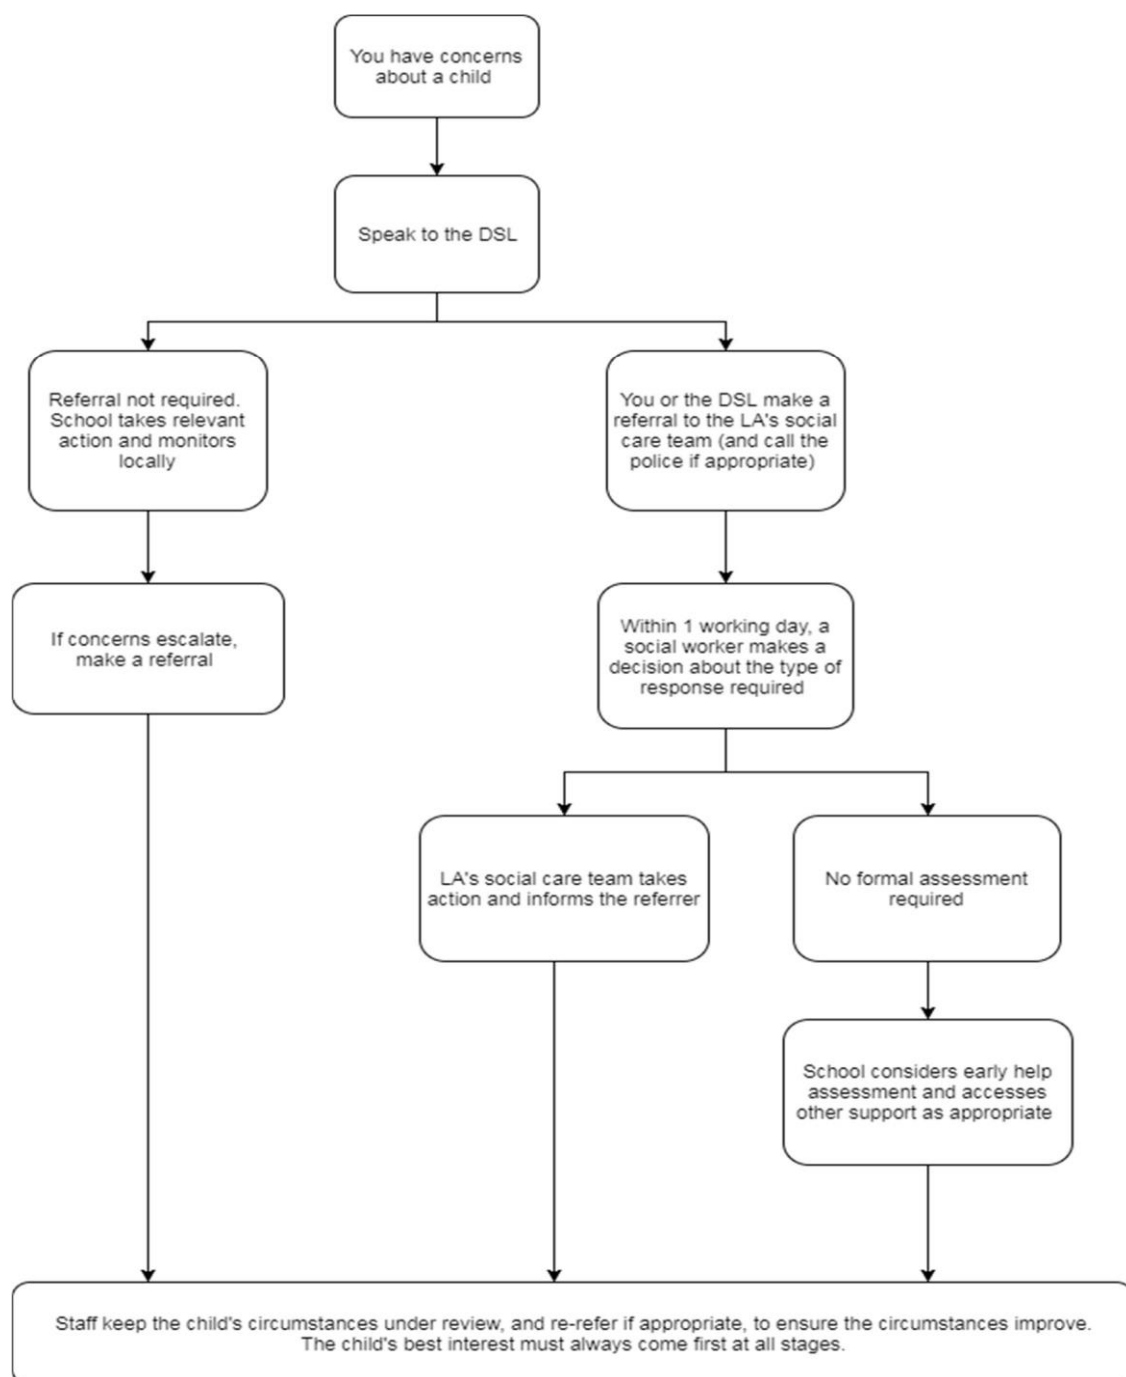 You have concerns
about a child
Speak to the DSL
Referral not required.
School takes relevant
action and monitors
locally
You or the DSL make a
referral to the LA's social
care team (and call the
police if appropriate)
If concerns escalate,
make a referral
Within 1 working day, a
social worker makes a
decision about the type of
response required
LA's social care team takes
action and informs the referrer
No formal assessment
required
School considers early help
assessment and accesses
other support as appropriate
Staff keep the child's circumstances under review, and re-refer if appropriate, to ensure the circumstances improve.
The child's best interest must always come first at all stages.